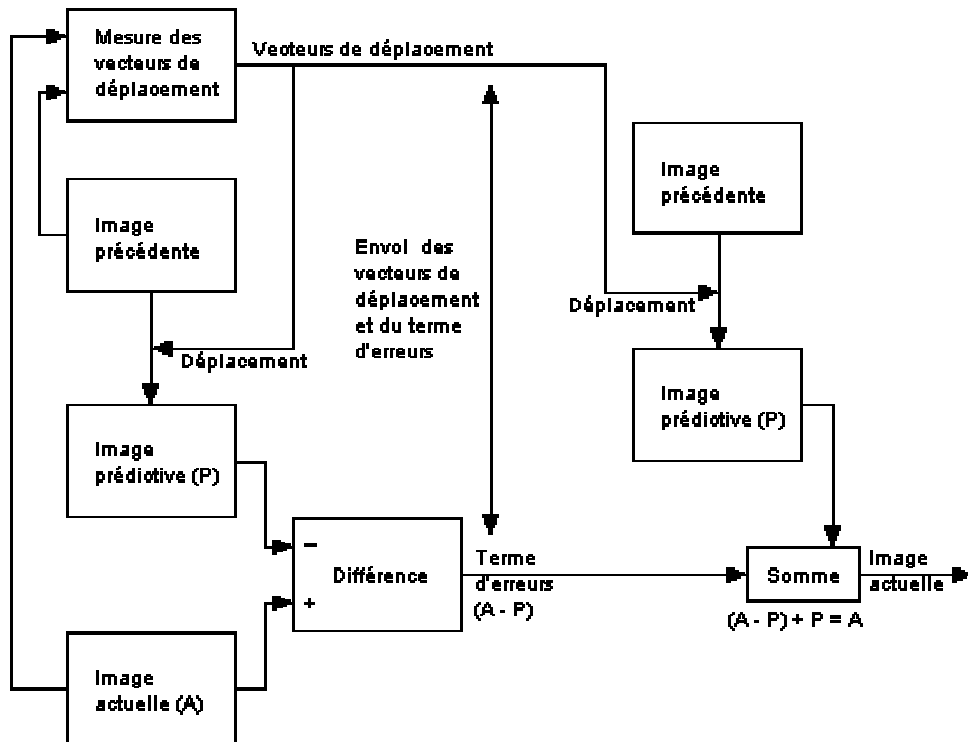 Mesure des
vecteurs de
déplacement
Vecteurs de déplacement
Image
précédente
Image
précédente
Envoi des
vecteurs de
déplacement
et du terme
d'erreurs
Déplacement
Déplacement
Image
prédictive (P)
Image
prédictive (P)
−
Différence
+
Terme
d'erreurs
(A - P)
Somme
Image
actuelle
(A - P) + P = A
Image
actuelle (A)